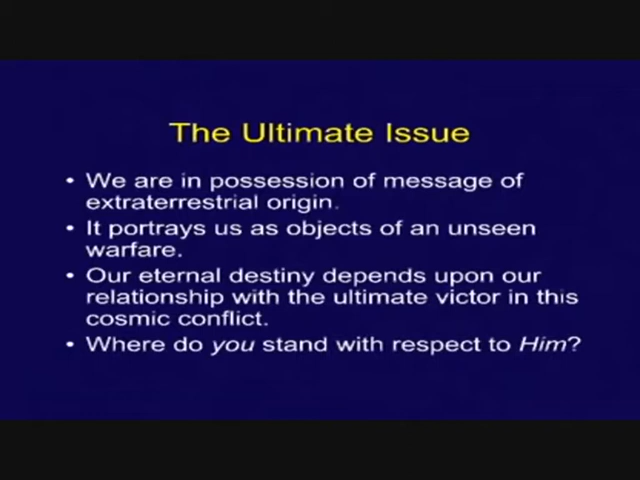 The Ultimate Issue
• We are in possession of message of
extraterrestrial origin.
• It portrays us as objects of an unseen
warfare.
• Our eternal destiny depends upon our
relationship with the ultimate victor in this
cosmic conflict.
• Where do you stand with respect to Him?